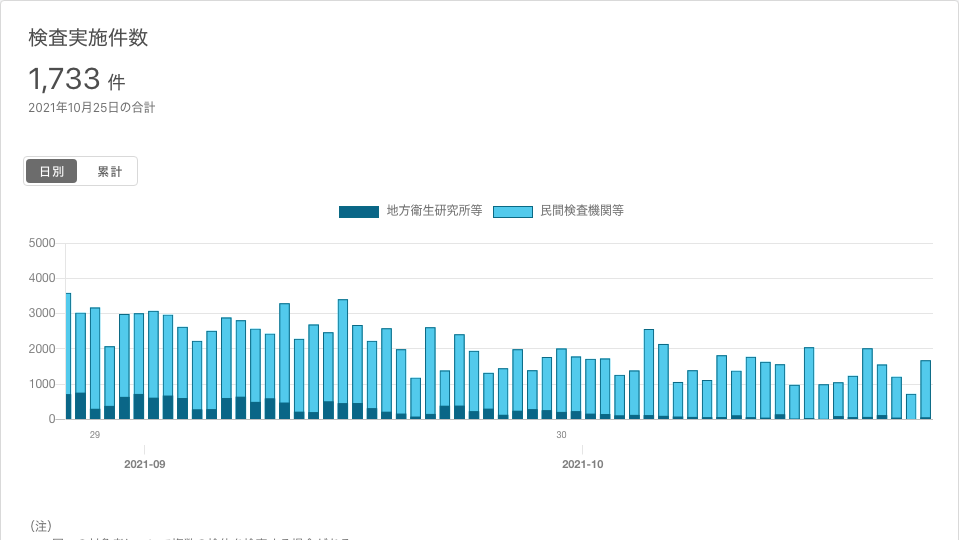 検査実施件数
1,733 件
2021年10月25日の合計
日別 累計
地方衛生研究所等 民間検査機関等
5000
4000
3000
2000
1000
0
29 30
2021-09 2021-10
（注）